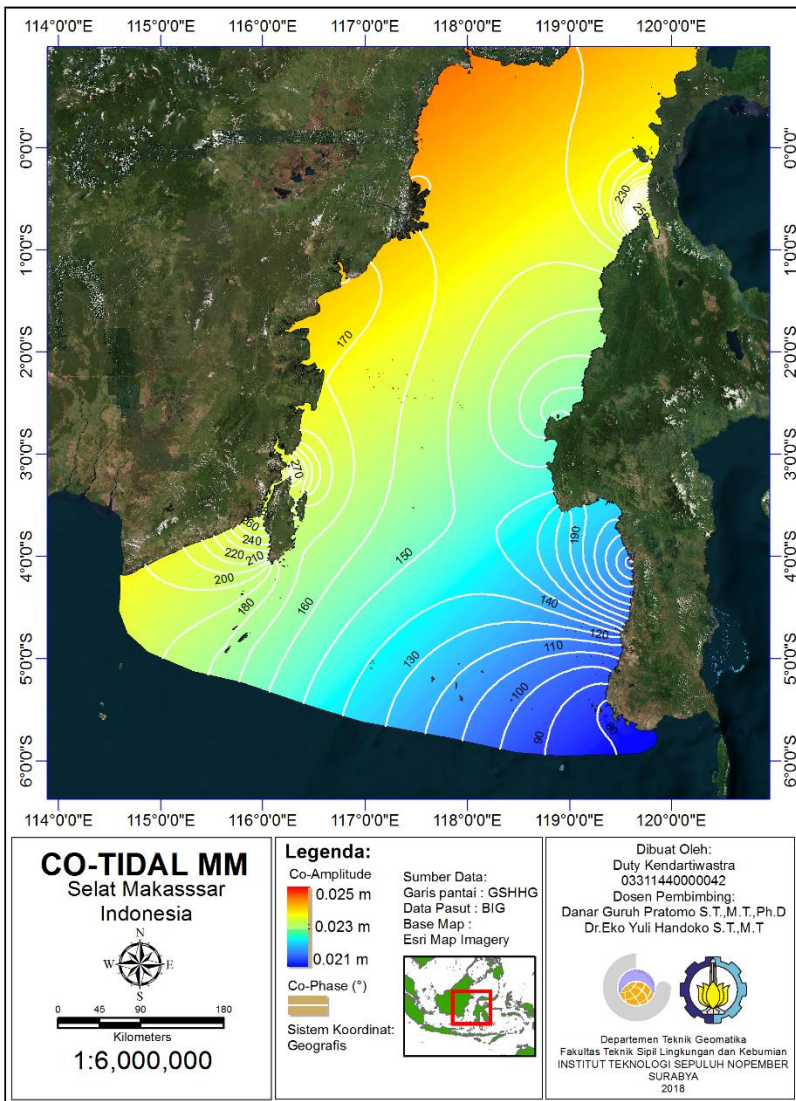 114°0'0"E 115°0'0"E 116°0'0"E 117°0'0"E 118°0'0"E 119°0'0"E 120°0'0"E
0°0'0"
1°0'0"S
2°0'0"S
3°0'0"S
4°0'0"S
5°0'0"S
6°0'0"S
0°0'0"
1°0'0"S
2°0'0"S
3°0'0"S
4°0'0"S
5°0'0"S
6°0'0"S
230
250
170
270
260
240
220
210
200
180
160
150
190
140
130
120
110
100
90
80
114°0'0"E 115°0'0"E 116°0'0"E 117°0'0"E 118°0'0"E 119°0'0"E 120°0'0"E
CO-TIDAL MM
Selat Makasssar
Indonesia
N
W E
S
0 45 90 180
Kilometers
1:6,000,000
Legenda:
Co-Amplitude
0.025 m
0.023 m
0.021 m
Co-Phase (°)
Sistem Koordinat:
Geografis
Sumber Data:
Garis pantai : GSHHG
Data Pasut : BIG
Base Map :
Esri Map Imagery
Dibuat Oleh:
Duty Kendartiwastra
03311440000042
Dosen Pembimbing:
Danar Guruh Pratomo S.T.,M.T.,Ph.D
Dr.Eko Yuli Handoko S.T.,M.T
Departemen Teknik Geomatika
Fakultas Teknik Sipil Lingkungan dan Kebumian
INSTITUT TEKNOLOGI SEPULUH NOPEMBER
SURABYA
2018